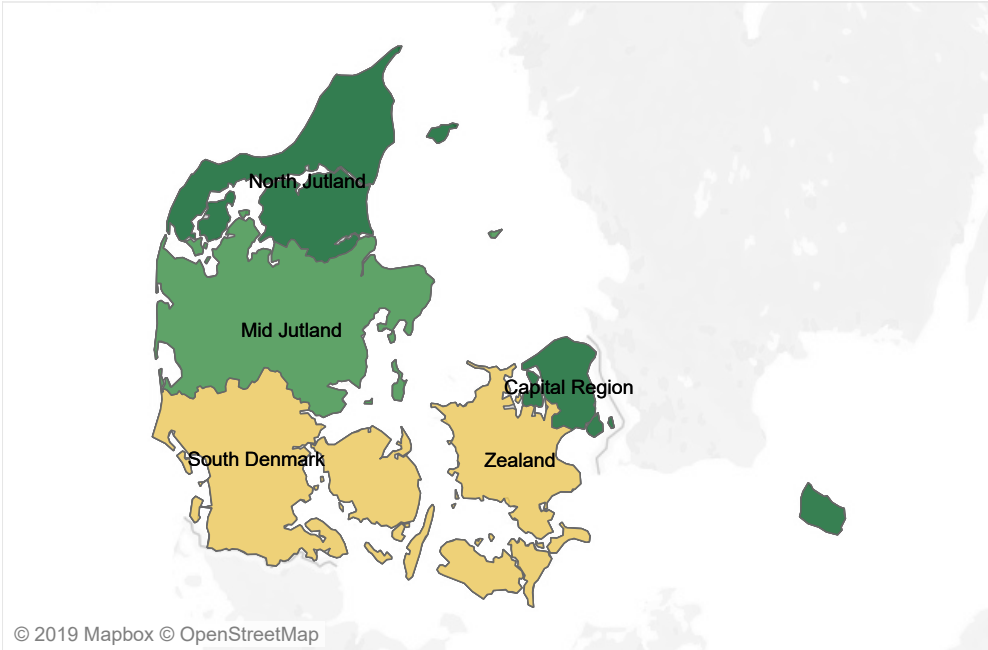 North Jutland
Mid Jutland
Capital Region
South Denmark
Zealand
© 2019 Mapbox © OpenStreetMap